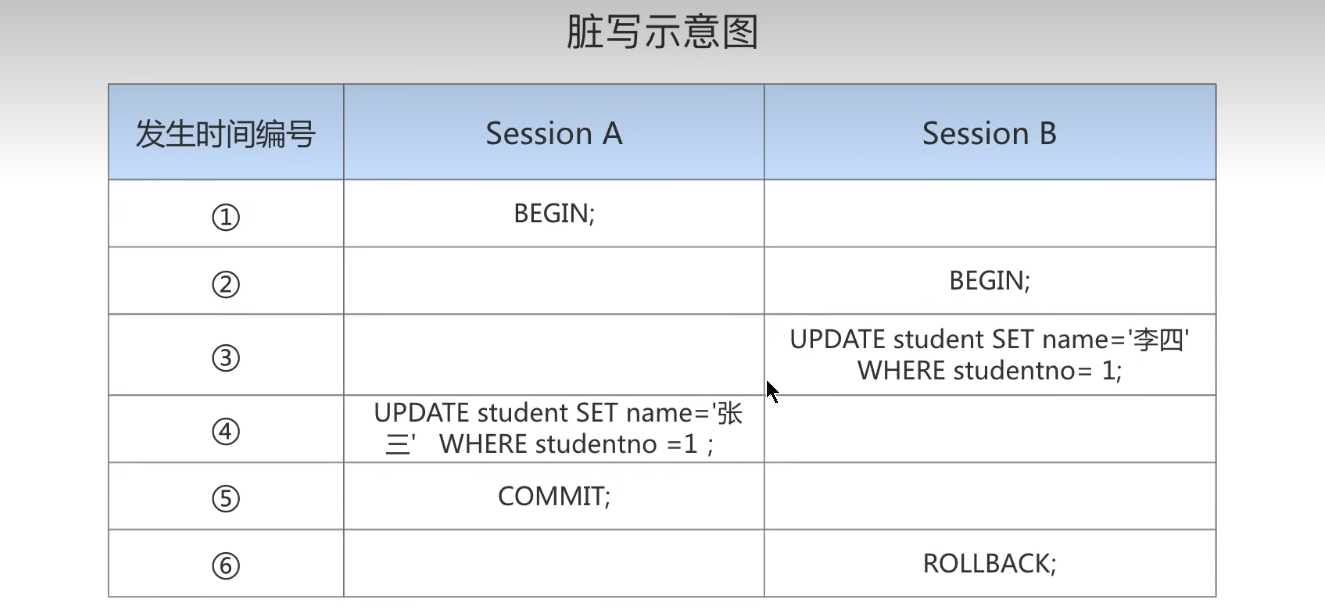 脏写示意图
发生时间编号 Session A Session B
① BEGIN;
② BEGIN;
③ UPDATE student SET name='李四'
WHERE studentno= 1;
④ UPDATE student SET name='张
三' WHERE studentno =1 ;
⑤ COMMIT;
⑥ ROLLBACK;